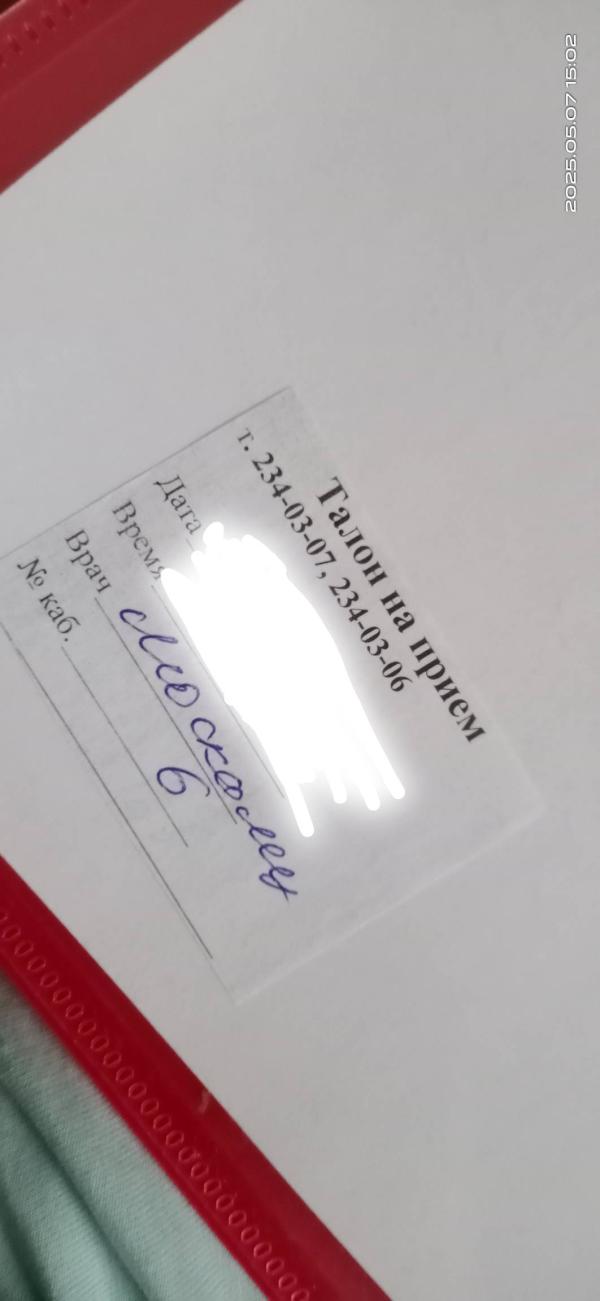 2025.05.07 15:02
Талон на прием
т. 234-03-07, 234-03-06
Дата
Время
Врач Москалец
№ каб. 6